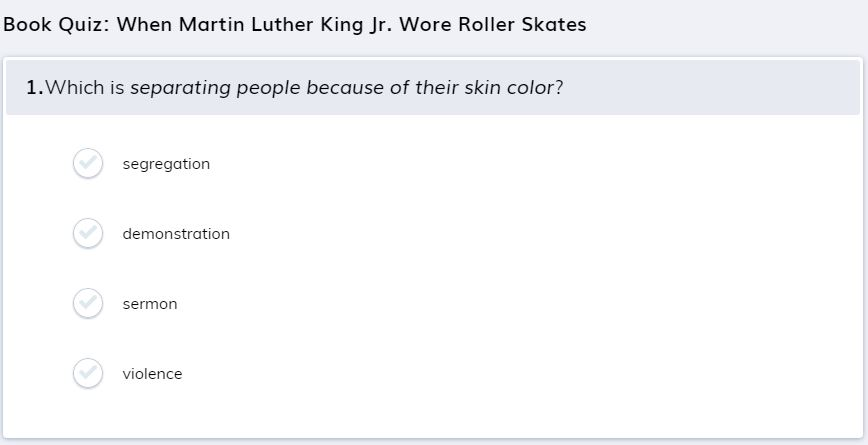 Book Quiz: When Martin Luther King Jr. Wore Roller Skates
1.Which is separating people because of their skin color?
segregation
demonstration
sermon
violence